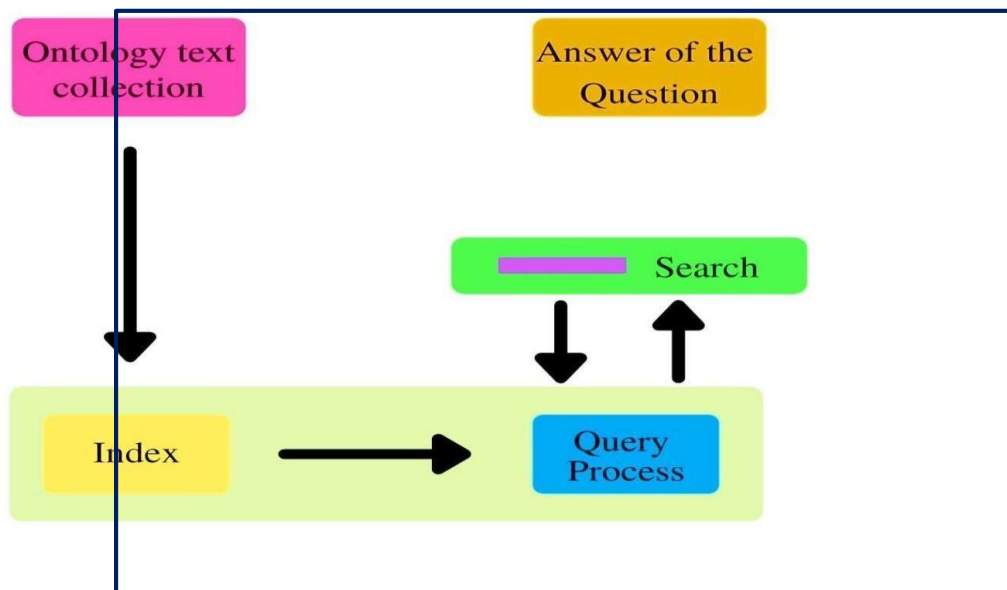 Ontology text
collection
Answer of the
Question
Search
Index
Query
Process